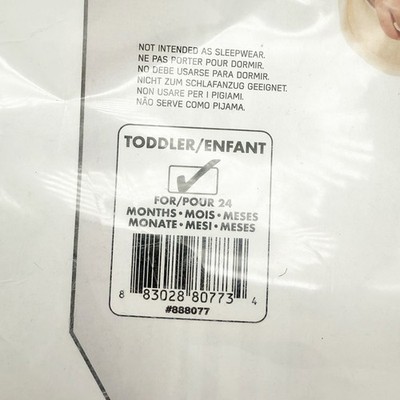 NOT INTENDED AS SLEEPWEAR.
NE PAS PORTER POUR DORMIR.
NO DEBE USARSE PARA DORMIR.
NICHT ZUM SCHLAFANZUG GEEIGNET.
NON USARE PER I PIGIAMI.
NÃO SERVE COMO PIJAMA.
TODDLER/ENFANT
FOR/POUR 24
MONTHS • MOIS • MESES
MONATE • MESI • MESES
8 83028 80773 4
#888077